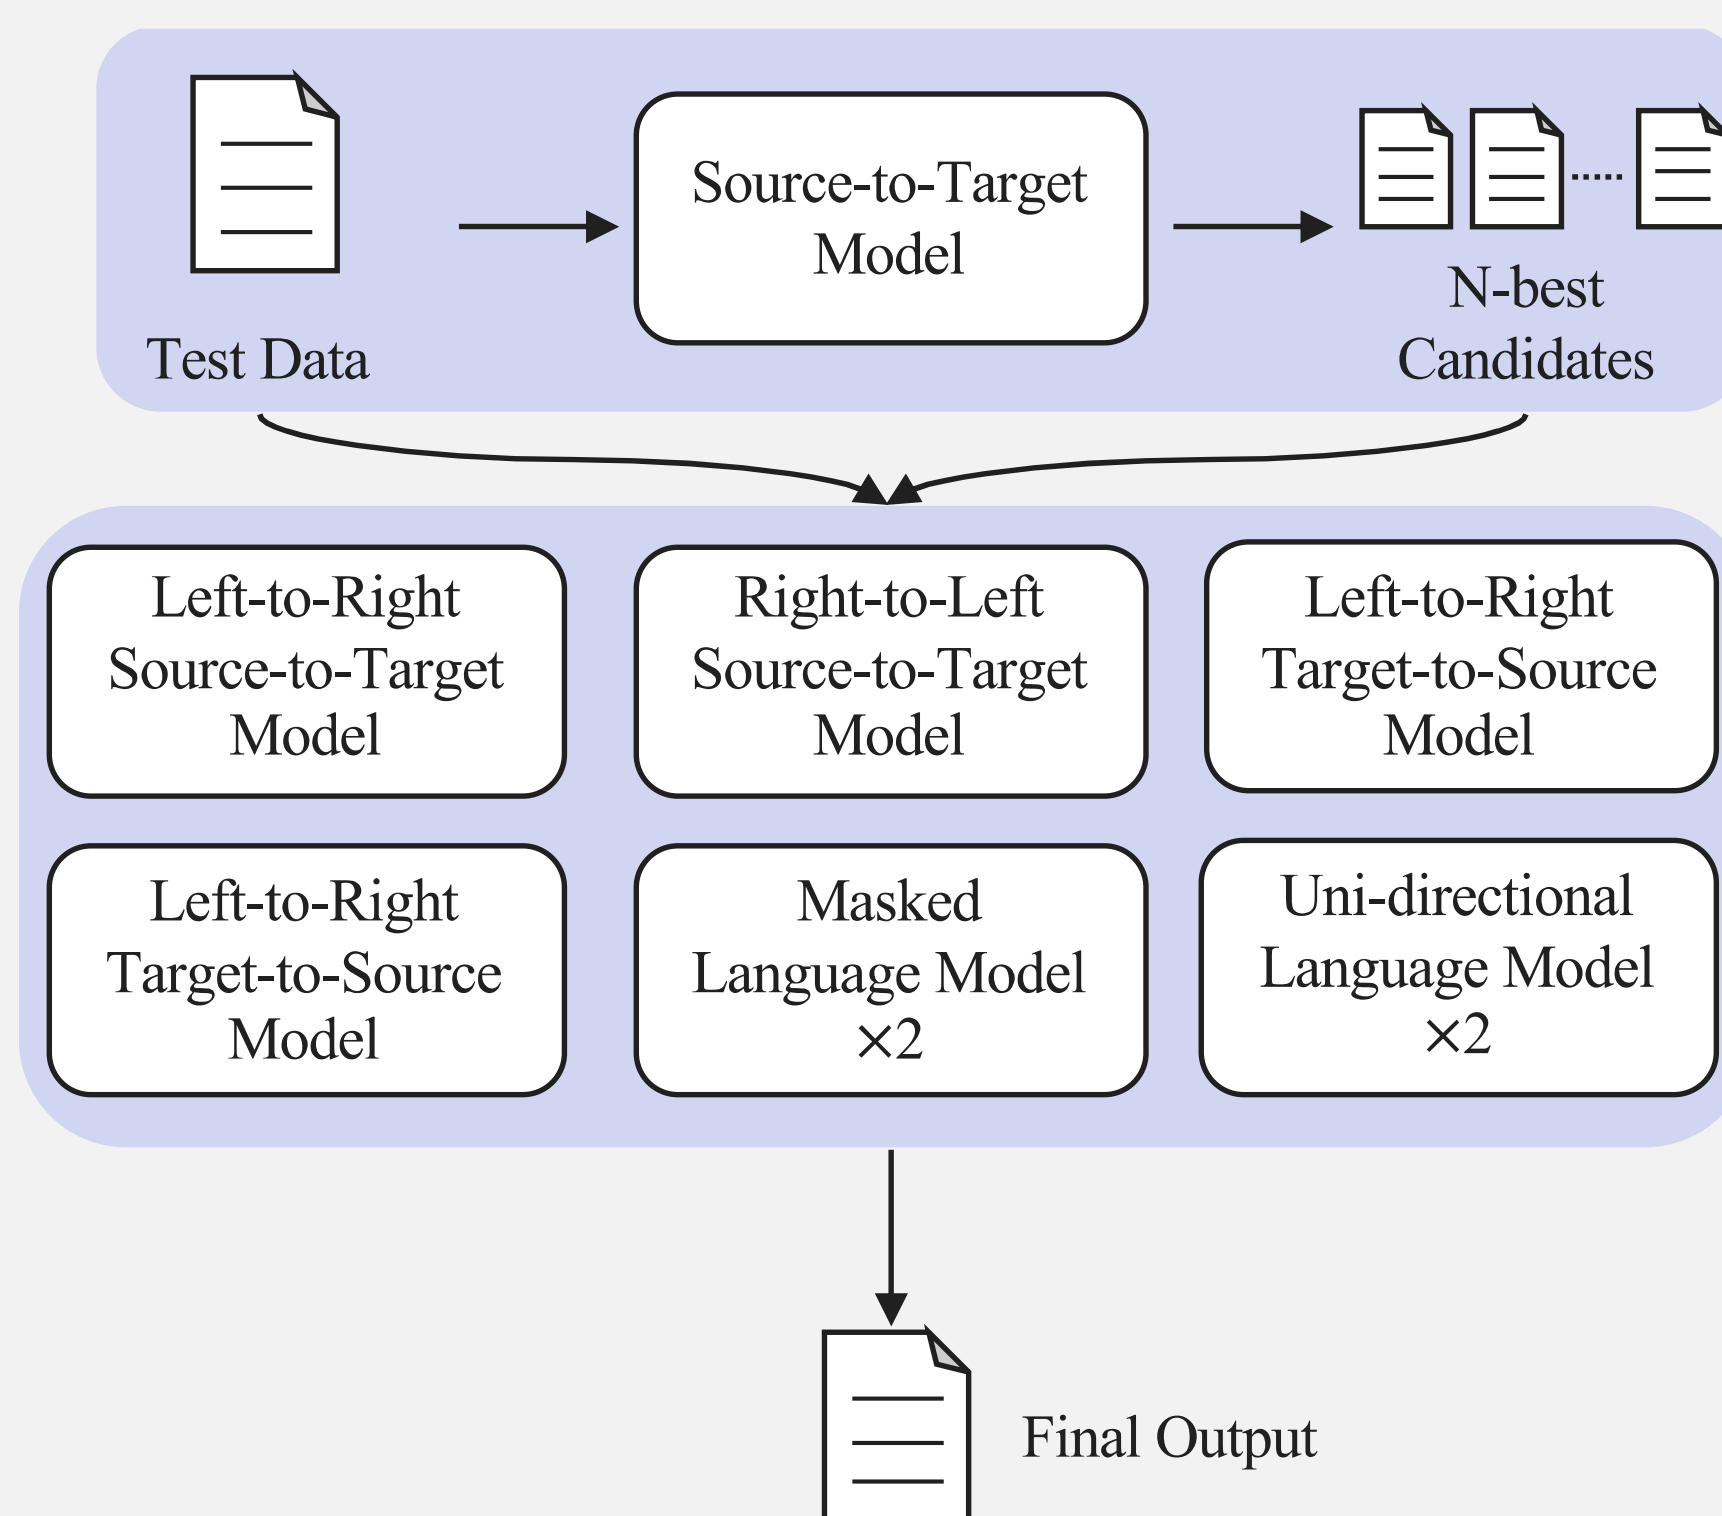 Test Data
Source-to-Target
Model
N-best
Candidates
Left-to-Right
Source-to-Target
Model
Right-to-Left
Source-to-Target
Model
Left-to-Right
Target-to-Source
Model
Left-to-Right
Target-to-Source
Model
Masked
Language Model
×2
Uni-directional
Language Model
×2
Final Output